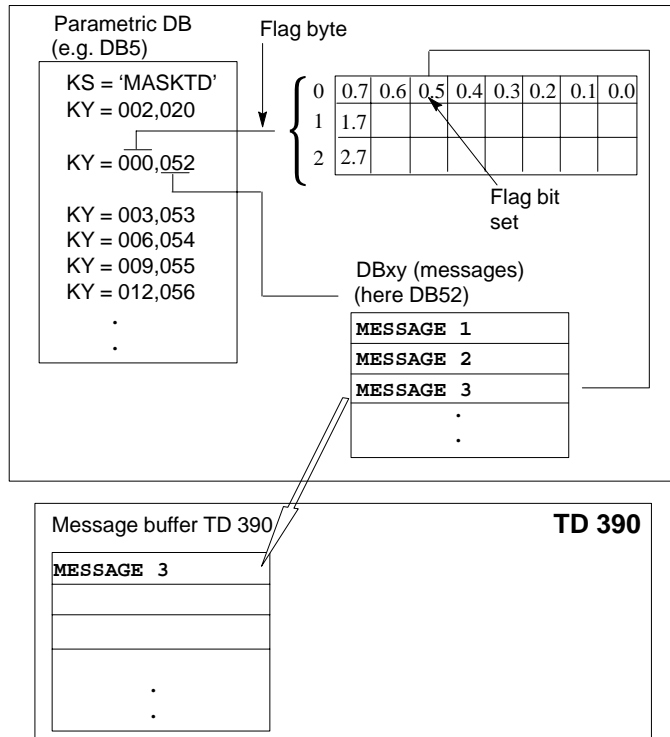 Parametric DB
(e.g. DB5)
Flag byte
KS = ‘MASKTD’
KY = 002,020
KY = 000,052
KY = 003,053
KY = 006,054
KY = 009,055
KY = 012,056
.
.
0 0.7 0.6 0.5 0.4 0.3 0.2 0.1 0.0
1 1.7
2 2.7
Flag bit
set
DBxy (messages)
(here DB52)
MESSAGE 1
MESSAGE 2
MESSAGE 3
.
.
Message buffer TD 390
TD 390
MESSAGE 3
.
.